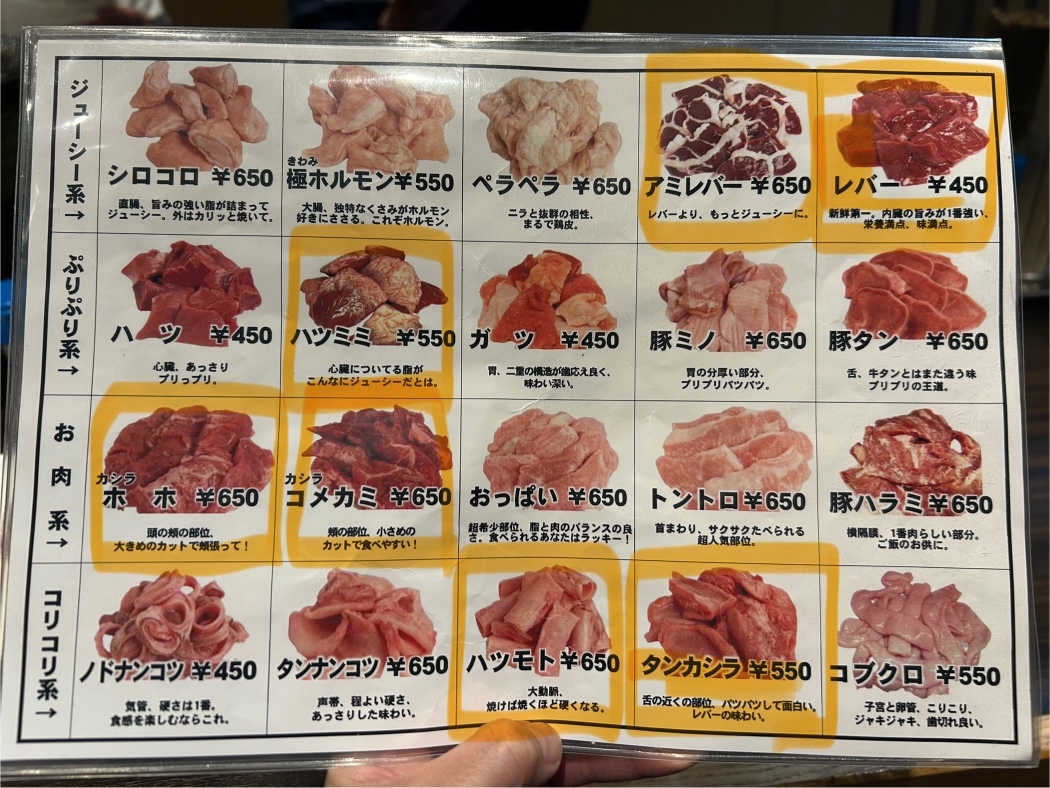 ジューシー系→
シロコロ ¥650
直腸、旨みの強い脂が詰まって
ジューシー。外はカリッと焼いて。
きわみ
極ホルモン¥550
大腸、独特なくさみがホルモン
好きにささる。これぞホルモン。
ペラペラ ¥650
ニラと抜群の相性、
まるで鶏皮。
アミレバー ¥650
レバーより、もっとジューシーに。
レバー ¥450
新鮮第一。内臓の旨みが1番強い、
栄養満点、味満点。
ぷりぷり系→
ハツ ¥450
心臓、あっさり
プリっプリ。
ハツミミ ¥550
心臓についてる脂が
こんなにジューシーだとは。
ガツ ¥450
胃、二重の構造が歯応え良く、
味わい深い。
豚ミノ ¥650
胃の分厚い部分、
プリプリパツパツ。
豚タン ¥650
舌、牛タンとはまた違う味
プリプリの王道。
お肉系→
カシラ
ホホ ¥650
頭の頬の部位、
大きめのカットで頬張って！
カシラ
コメカミ ¥650
頬の部位、小さめの
カットで食べやすい！
おっぱい ¥650
超希少部位、脂と肉のバランスの良
さ。食べられるあなたはラッキー！
トントロ¥650
首まわり、サクサクたべられる
超人気部位。
豚ハラミ ¥650
横隔膜、1番肉らしい部分。
ご飯のお供に。
コリコリ系→
ノドナンコツ ¥450
気管、硬さは1番。
食感を楽しむならこれ。
タンナンコツ ¥650
声帯、程よい硬さ、
あっさりした味わい。
ハツモト ¥650
大動脈、
焼けば焼くほど硬くなる。
タンカシラ ¥550
舌の近くの部位、パツパツして面白い。
レバーの味わい。
コブクロ ¥550
子宮と卵管、こりこり、
ジャキジャキ、歯切れ良い。